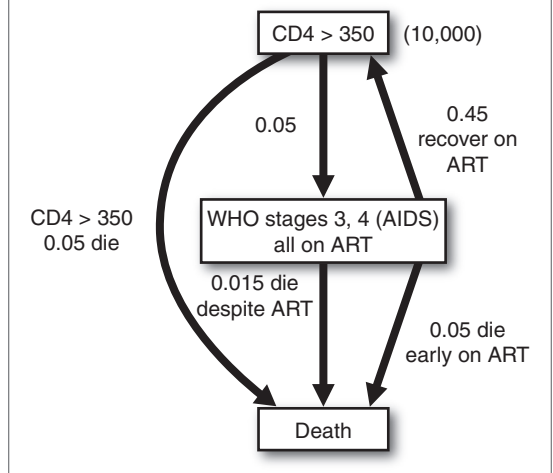 CD4 > 350 (10,000)
0.05
0.45
recover on
ART
CD4 > 350
0.05 die
WHO stages 3, 4 (AIDS)
all on ART
0.015 die
despite ART
0.05 die
early on ART
Death